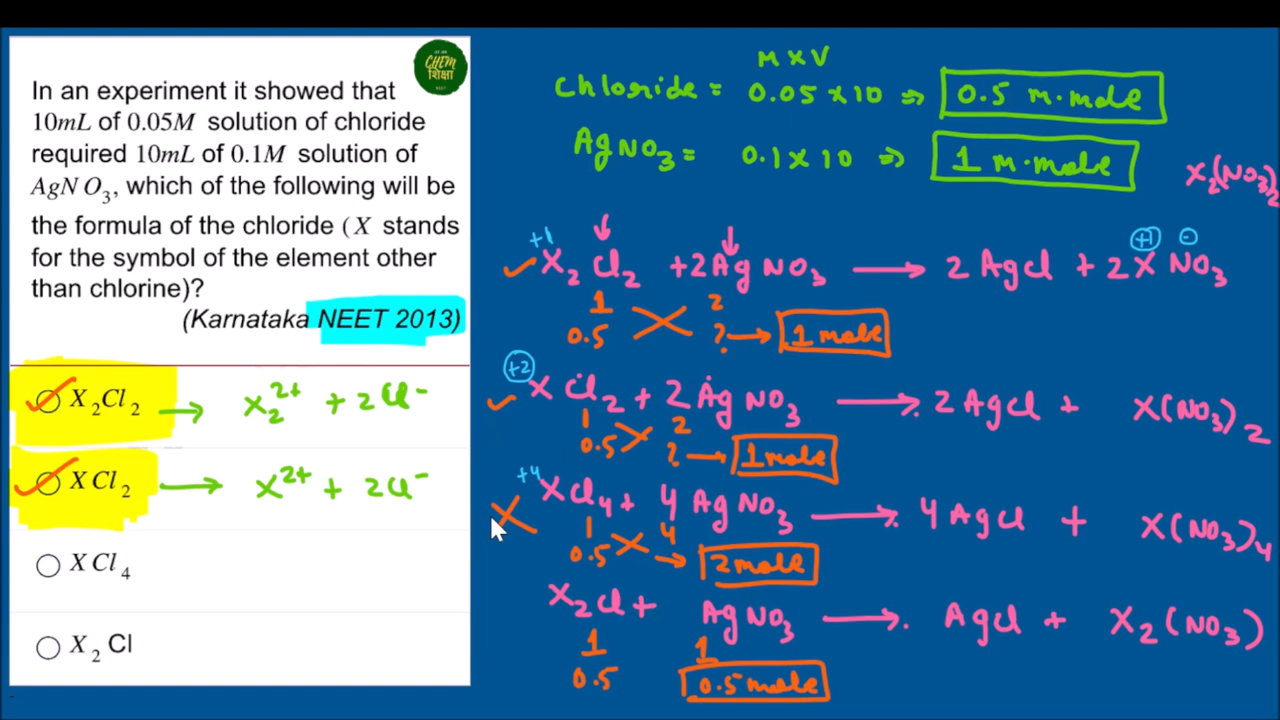 CHEM
शिक्षा
In an experiment it showed that
10mL of 0.05M solution of chloride
required 10mL of 0.1M solution of
AgNO₃, which of the following will be
the formula of the chloride (X stands
for the symbol of the element other
than chlorine)?
(Karnataka NEET 2013)
X₂Cl₂ → X₂²⁺ + 2Cl⁻
XCl₂ → X²⁺ + 2Cl⁻
XCl₄
X₂Cl
M × V
Chloride = 0.05 × 10 ⇒ 0.5 m.mole
AgNO₃ = 0.1 × 10 ⇒ 1 m.mole
X₂(NO₃)₂
+1 +1 -
X₂Cl₂ + 2AgNO₃ → 2AgCl + 2XNO₃
1 2
0.5 ? → 1 mole
+2
XCl₂ + 2AgNO₃ → 2AgCl + X(NO₃)₂
1 2
0.5 ? → 1 mole
+4
XCl₄ + 4AgNO₃ → 4AgCl + X(NO₃)₄
1 4
0.5 → 2 mole
X₂Cl + AgNO₃ → AgCl + X₂(NO₃)
1 1
0.5 0.5 mole